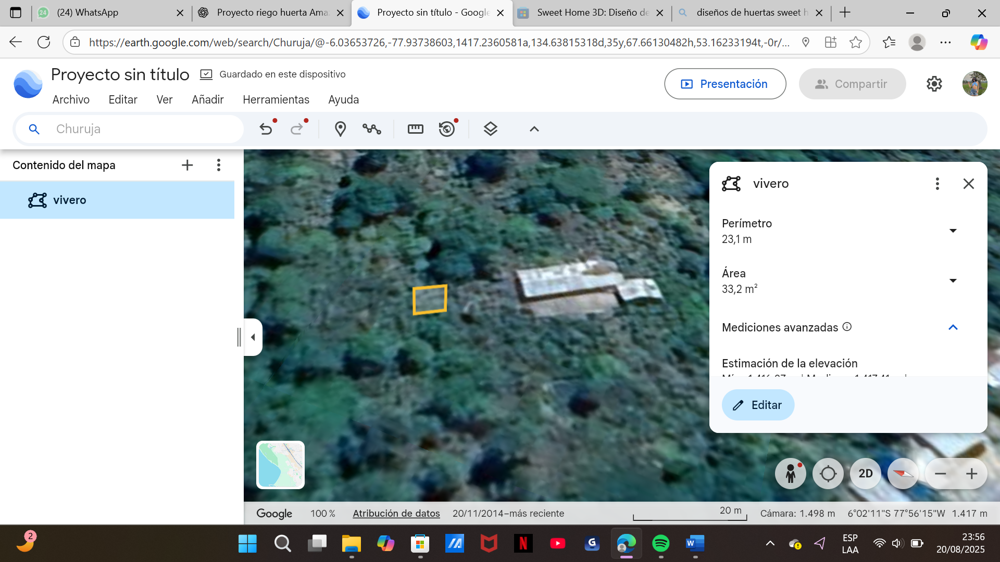 (24) WhatsApp
Proyecto riego huerta Ama
Proyecto sin título - Google
Sweet Home 3D: Diseño de
diseños de huertas sweet h
https://earth.google.com/web/search/Churuja/@-6.03653726,-77.93738603,1417.2360581a,134.63815318d,35y,67.66130482h,53.16233194t,-0r/...
Proyecto sin título
Guardado en este dispositivo
Presentación
Compartir
Archivo
Editar
Ver
Añadir
Herramientas
Ayuda
Churuja
Contenido del mapa
vivero
vivero
Perímetro
23,1 m
Área
33,2 m²
Mediciones avanzadas
Estimación de la elevación
Editar
2D
Google
100 %
Atribución de datos
20/11/2014–más reciente
20 m
Cámara: 1.498 m
6°02'11"S 77°56'15"W
1.417 m
2
ESP
LAA
23:56
20/08/2025